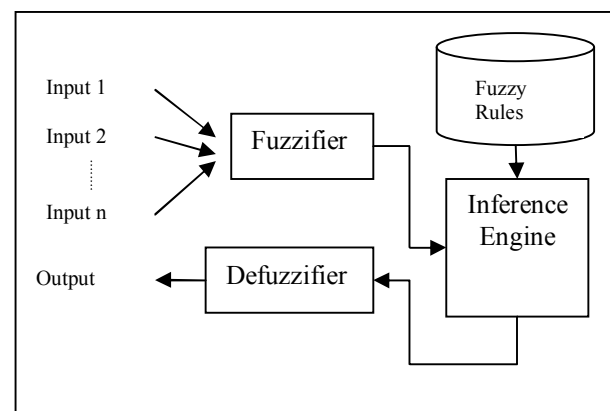 Input 1
Input 2
Input n
Output
Fuzzifier
Defuzzifier
Fuzzy
Rules
Inference
Engine